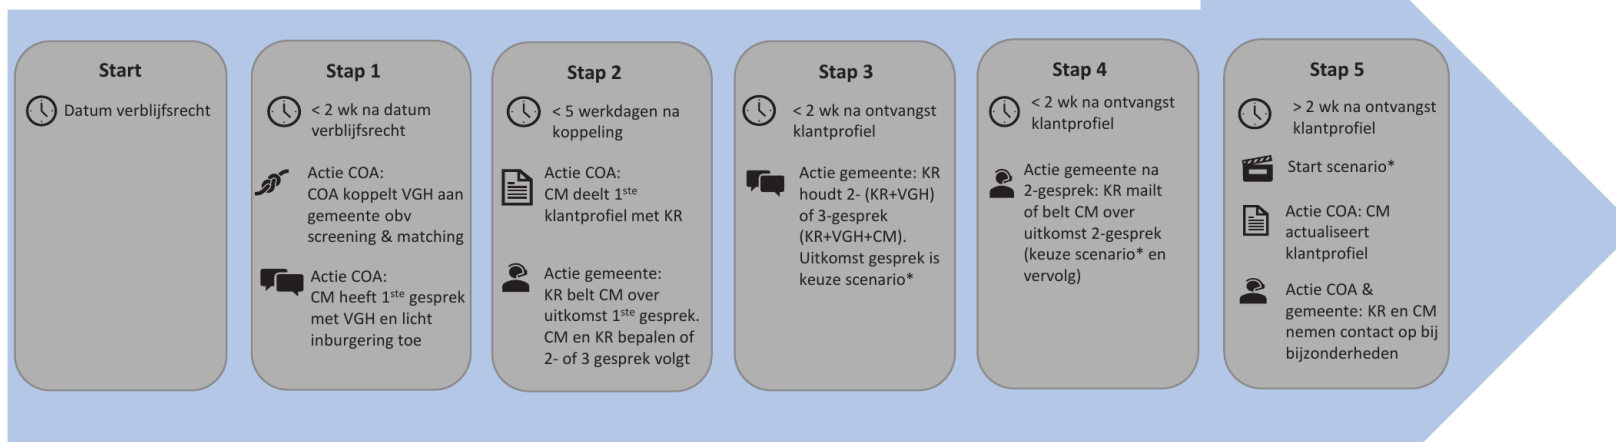 Start
Datum verblijfsrecht
Stap 1
< 2 wk na datum
verblijfsrecht
Actie COA:
COA koppelt VGH aan
gemeente obv
screening & matching
Actie COA:
CM heeft 1ste gesprek
met VGH en licht
inburgering toe
Stap 2
< 5 werkdagen na
koppeling
Actie COA:
CM deelt 1ste
klantprofiel met KR
Actie gemeente:
KR belt CM over
uitkomst 1ste gesprek.
CM en KR bepalen of
2- of 3 gesprek volgt
Stap 3
< 2 wk na ontvangst
klantprofiel
Actie gemeente: KR
houdt 2- (KR+VGH)
of 3-gesprek
(KR+VGH+CM).
Uitkomst gesprek is
keuze scenario*
Stap 4
< 2 wk na ontvangst
klantprofiel
Actie gemeente na
2-gesprek: KR mailt
of belt CM over
uitkomst 2-gesprek
(keuze scenario* en
vervolg)
Stap 5
> 2 wk na ontvangst
klantprofiel
Start scenario*
Actie COA: CM
actualiseert
klantprofiel
Actie COA &
gemeente: KR en CM
nemen contact op bij
bijzonderheden